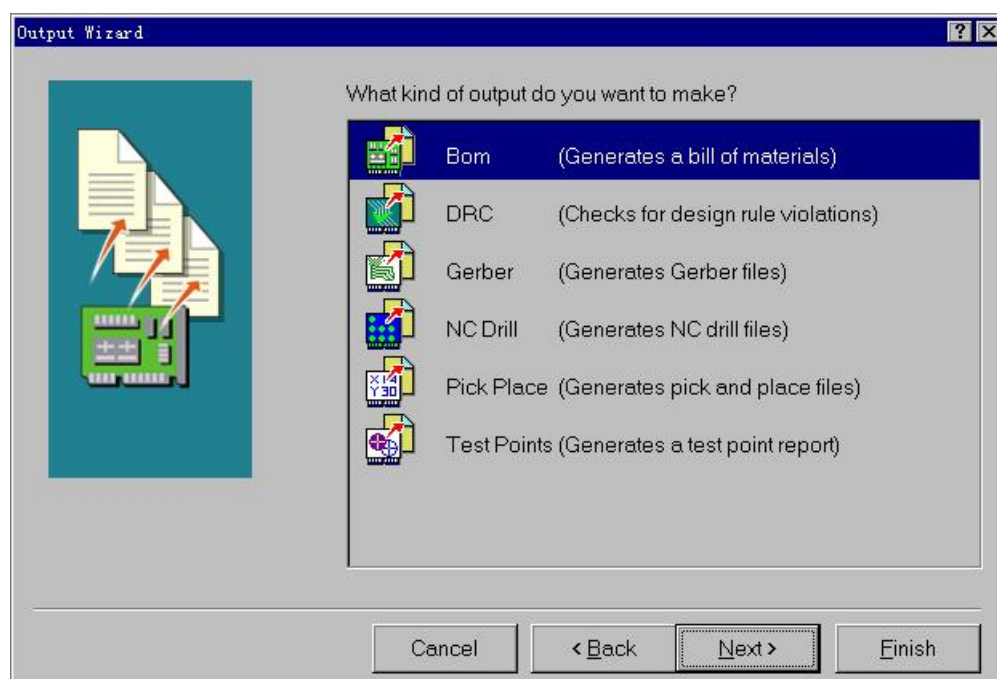 Output Wizard
What kind of output do you want to make?
Bom (Generates a bill of materials)
DRC (Checks for design rule violations)
Gerber (Generates Gerber files)
NC Drill (Generates NC drill files)
Pick Place (Generates pick and place files)
Test Points (Generates a test point report)
Cancel < Back Next > Finish